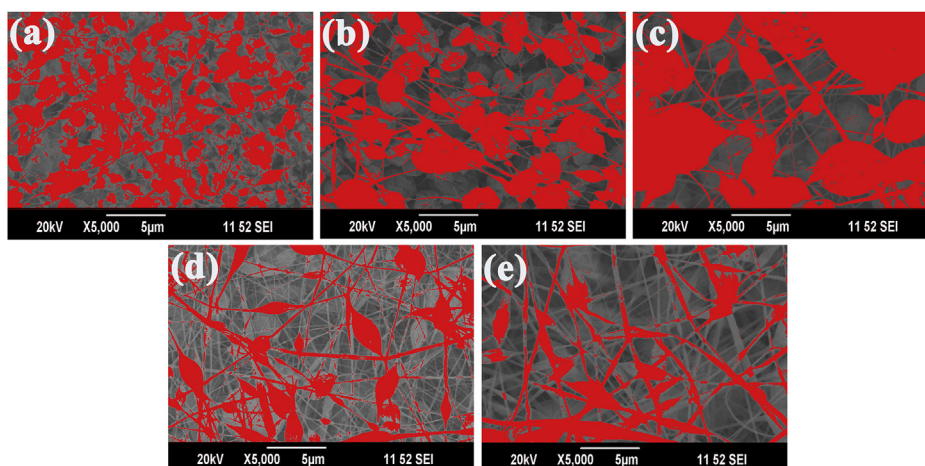 (a)
(b)
(c)
20kV X5,000 5μm 11 52 SEI
20kV X5,000 5μm 11 52 SEI
20kV X5,000 5μm 11 52 SEI
(d)
(e)
20kV X5,000 5μm 11 52 SEI
20kV X5,000 5μm 11 52 SEI